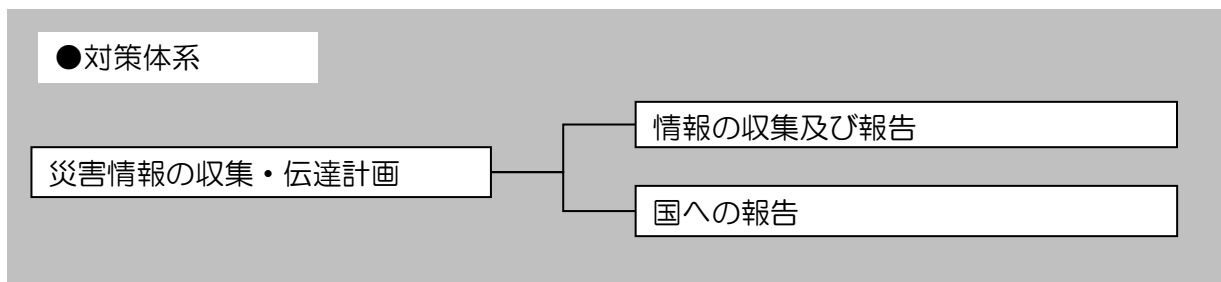 ●対策体系
情報の収集及び報告
災害情報の収集・伝達計画
国への報告